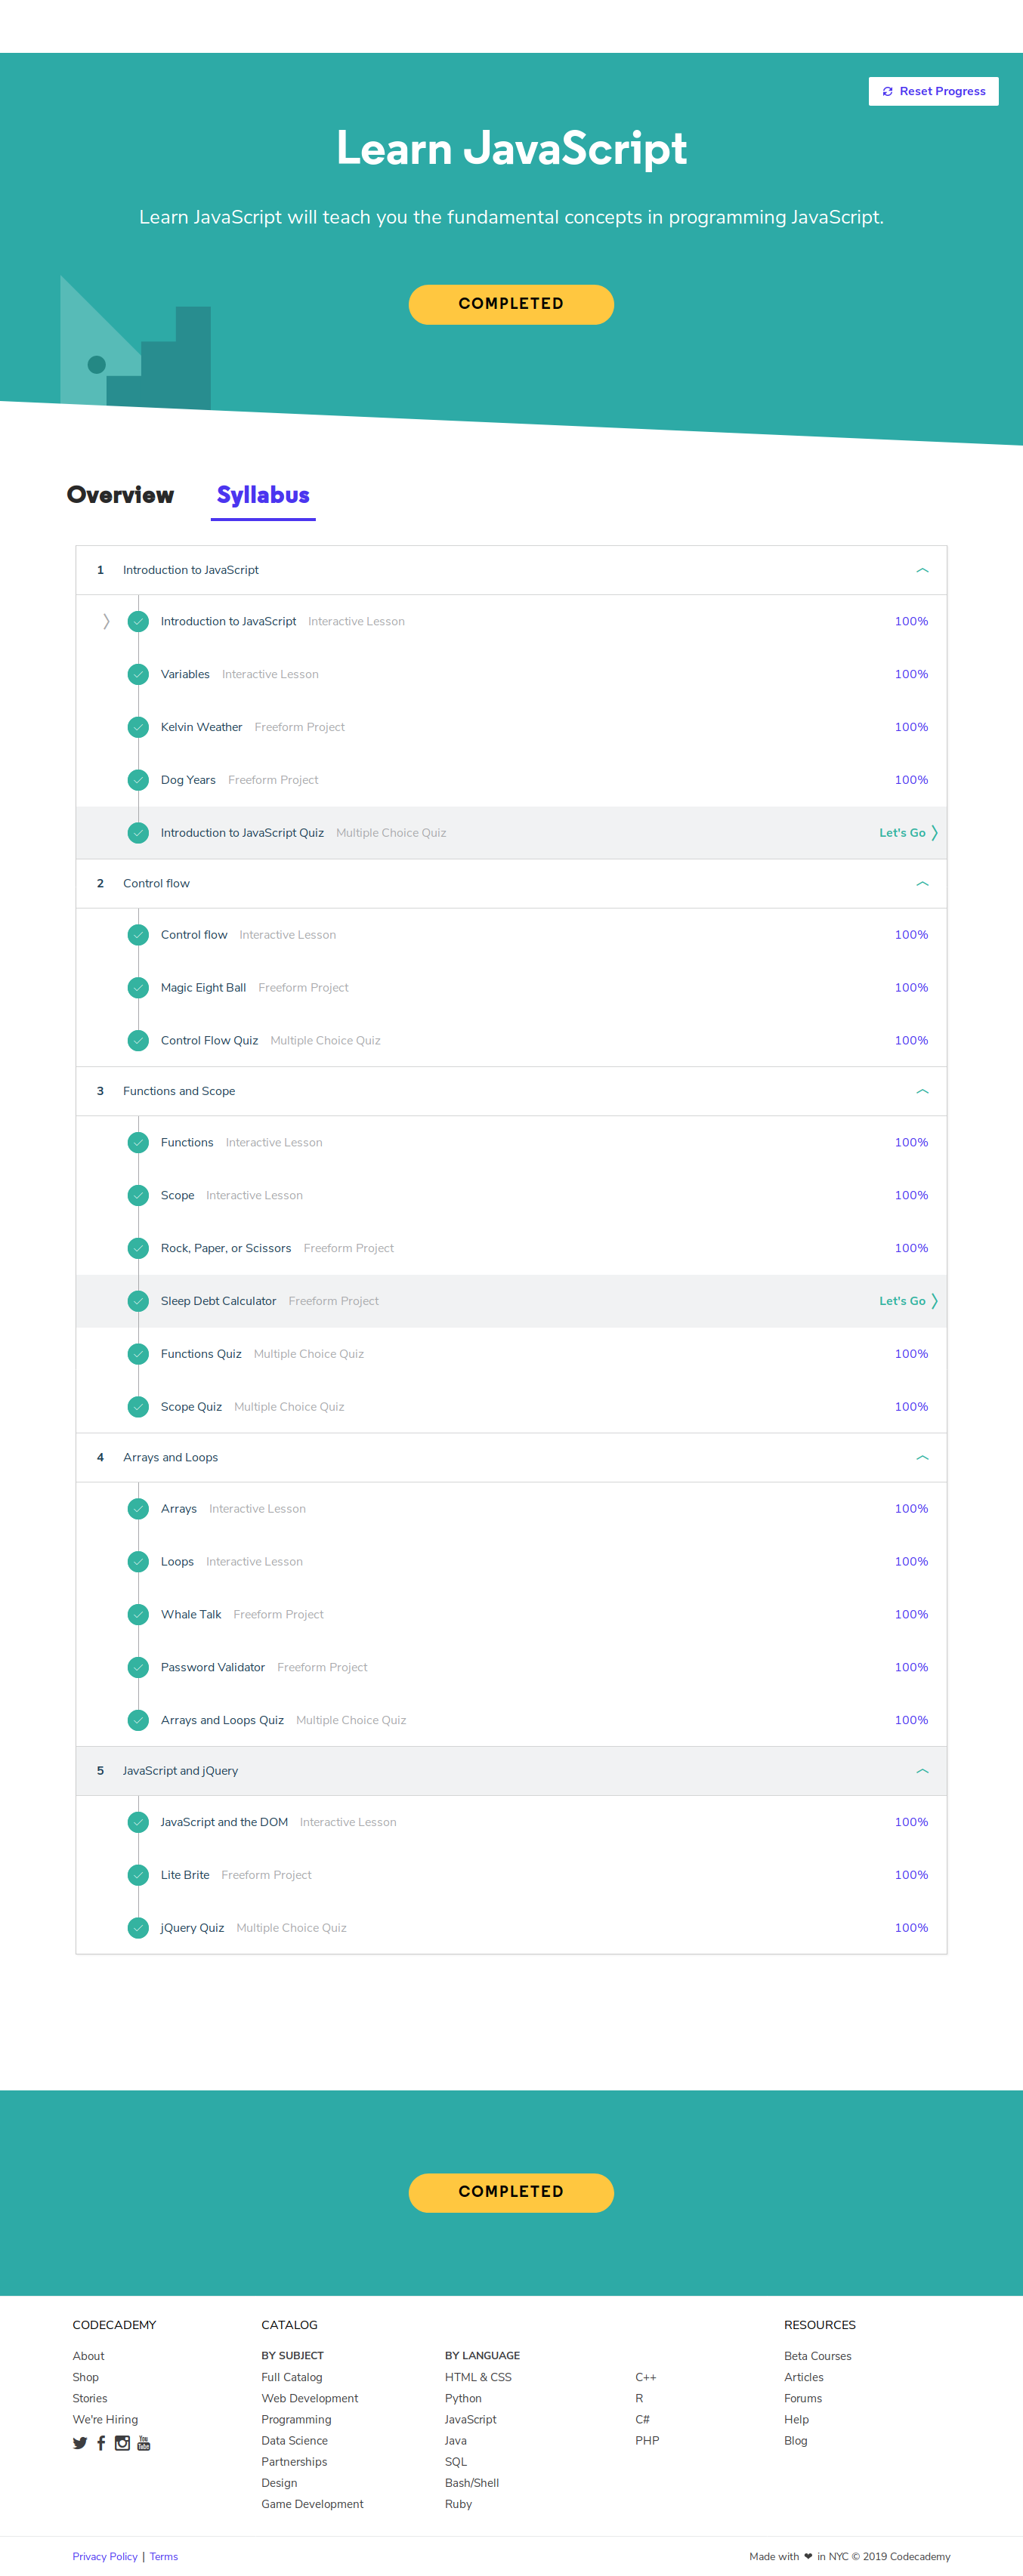 Reset Progress
Learn JavaScript
Learn JavaScript will teach you the fundamental concepts in programming JavaScript.
COMPLETED
Overview Syllabus
1 Introduction to JavaScript
Introduction to JavaScript Interactive Lesson 100%
Variables Interactive Lesson 100%
Kelvin Weather Freeform Project 100%
Dog Years Freeform Project 100%
Introduction to JavaScript Quiz Multiple Choice Quiz Let's Go
2 Control flow
Control flow Interactive Lesson 100%
Magic Eight Ball Freeform Project 100%
Control Flow Quiz Multiple Choice Quiz 100%
3 Functions and Scope
Functions Interactive Lesson 100%
Scope Interactive Lesson 100%
Rock, Paper, or Scissors Freeform Project 100%
Sleep Debt Calculator Freeform Project Let's Go
Functions Quiz Multiple Choice Quiz 100%
Scope Quiz Multiple Choice Quiz 100%
4 Arrays and Loops
Arrays Interactive Lesson 100%
Loops Interactive Lesson 100%
Whale Talk Freeform Project 100%
Password Validator Freeform Project 100%
Arrays and Loops Quiz Multiple Choice Quiz 100%
5 JavaScript and jQuery
JavaScript and the DOM Interactive Lesson 100%
Lite Brite Freeform Project 100%
jQuery Quiz Multiple Choice Quiz 100%
COMPLETED
CODECADEMY CATALOG RESOURCES
About BY SUBJECT BY LANGUAGE Beta Courses
Shop Full Catalog HTML & CSS C++ Articles
Stories Web Development Python R Forums
We're Hiring Programming JavaScript C# Help
You Tube Data Science Java PHP Blog
Partnerships SQL
Design Bash/Shell
Game Development Ruby
Privacy Policy | Terms Made with ❤ in NYC © 2019 Codecademy